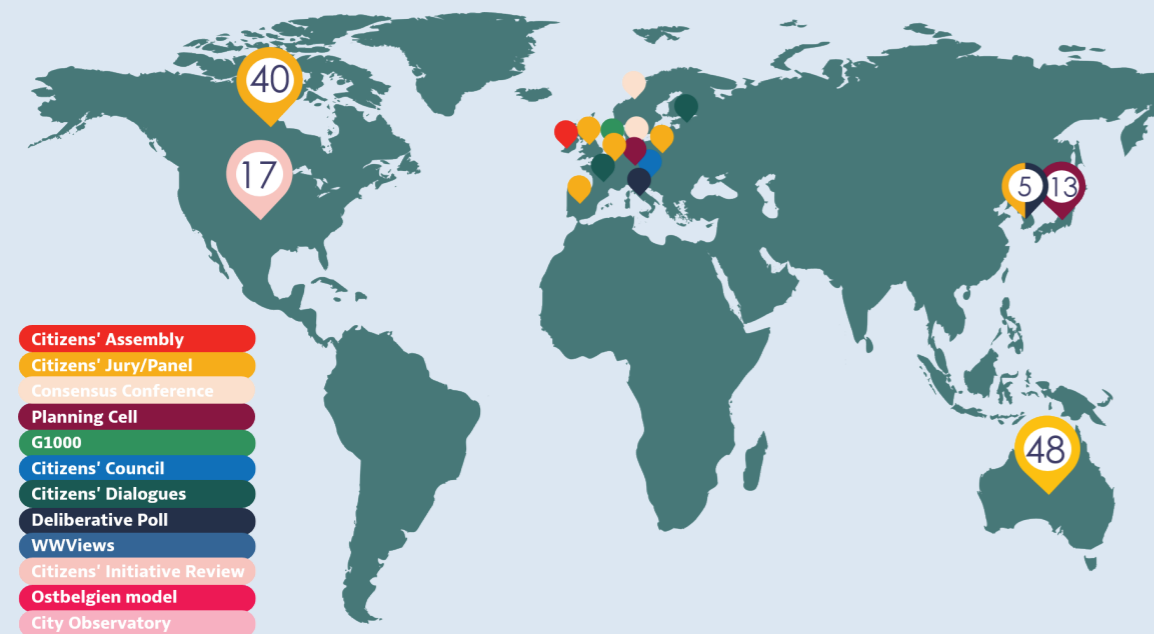 40
17
5
13
48
Citizens' Assembly
Citizens' Jury/Panel
Consensus Conference
Planning Cell
G1000
Citizens' Council
Citizens' Dialogues
Deliberative Poll
WWViews
Citizens' Initiative Review
Ostbelgien model
City Observatory